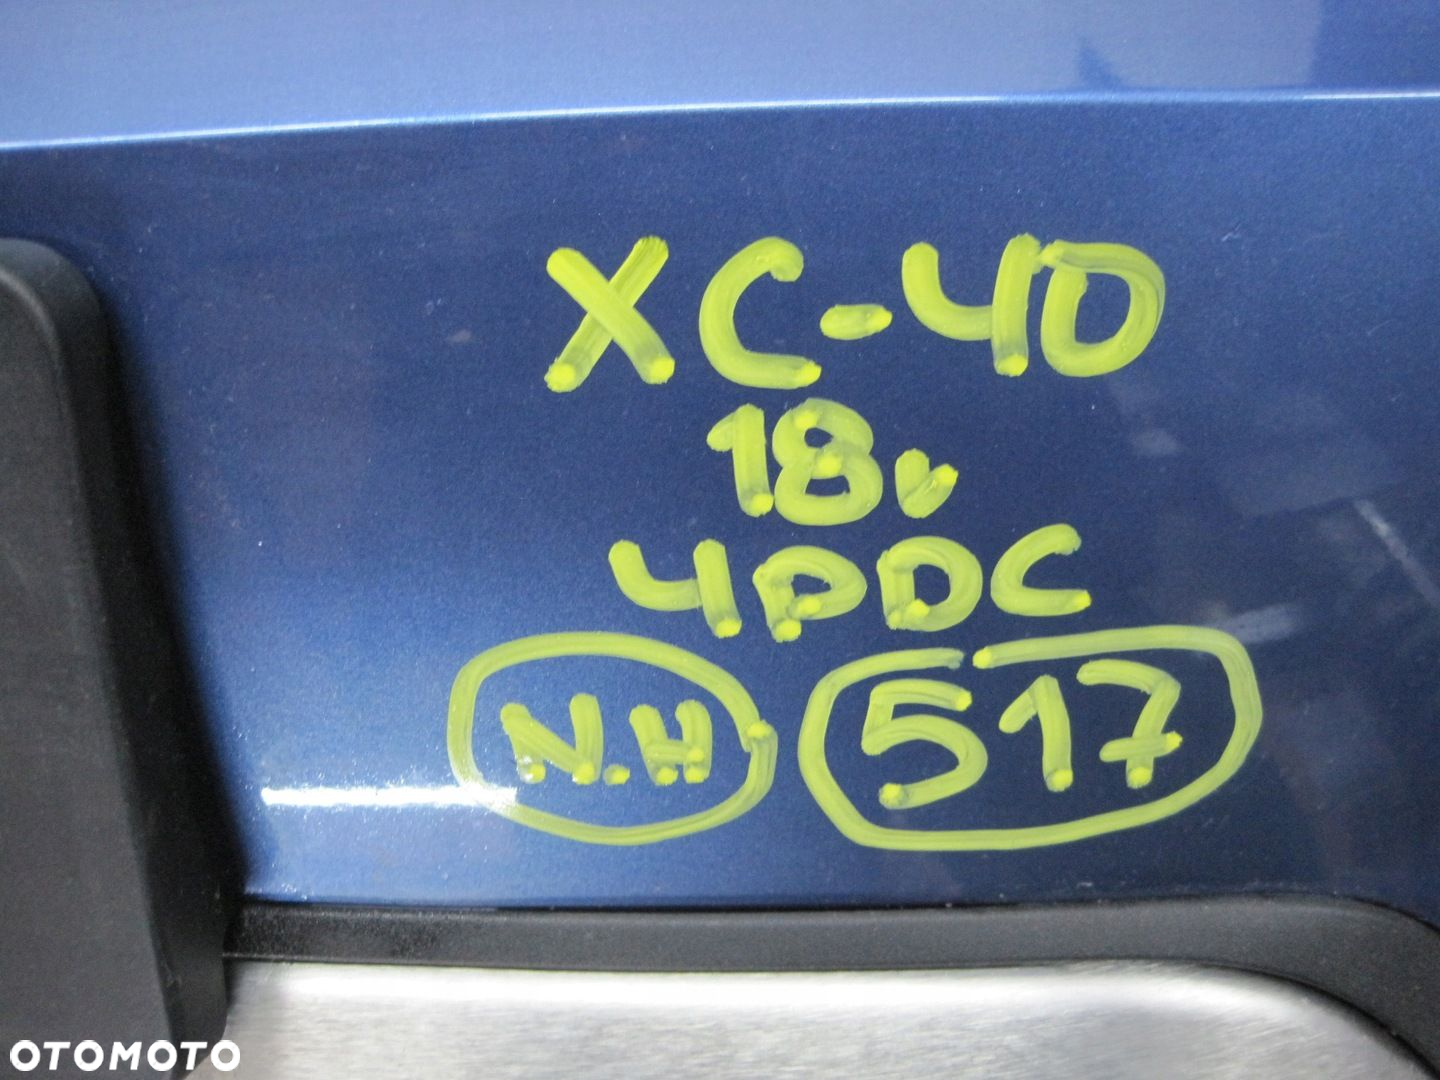 XC-40
18r
4PDC
N.H 517
OTOMOTO